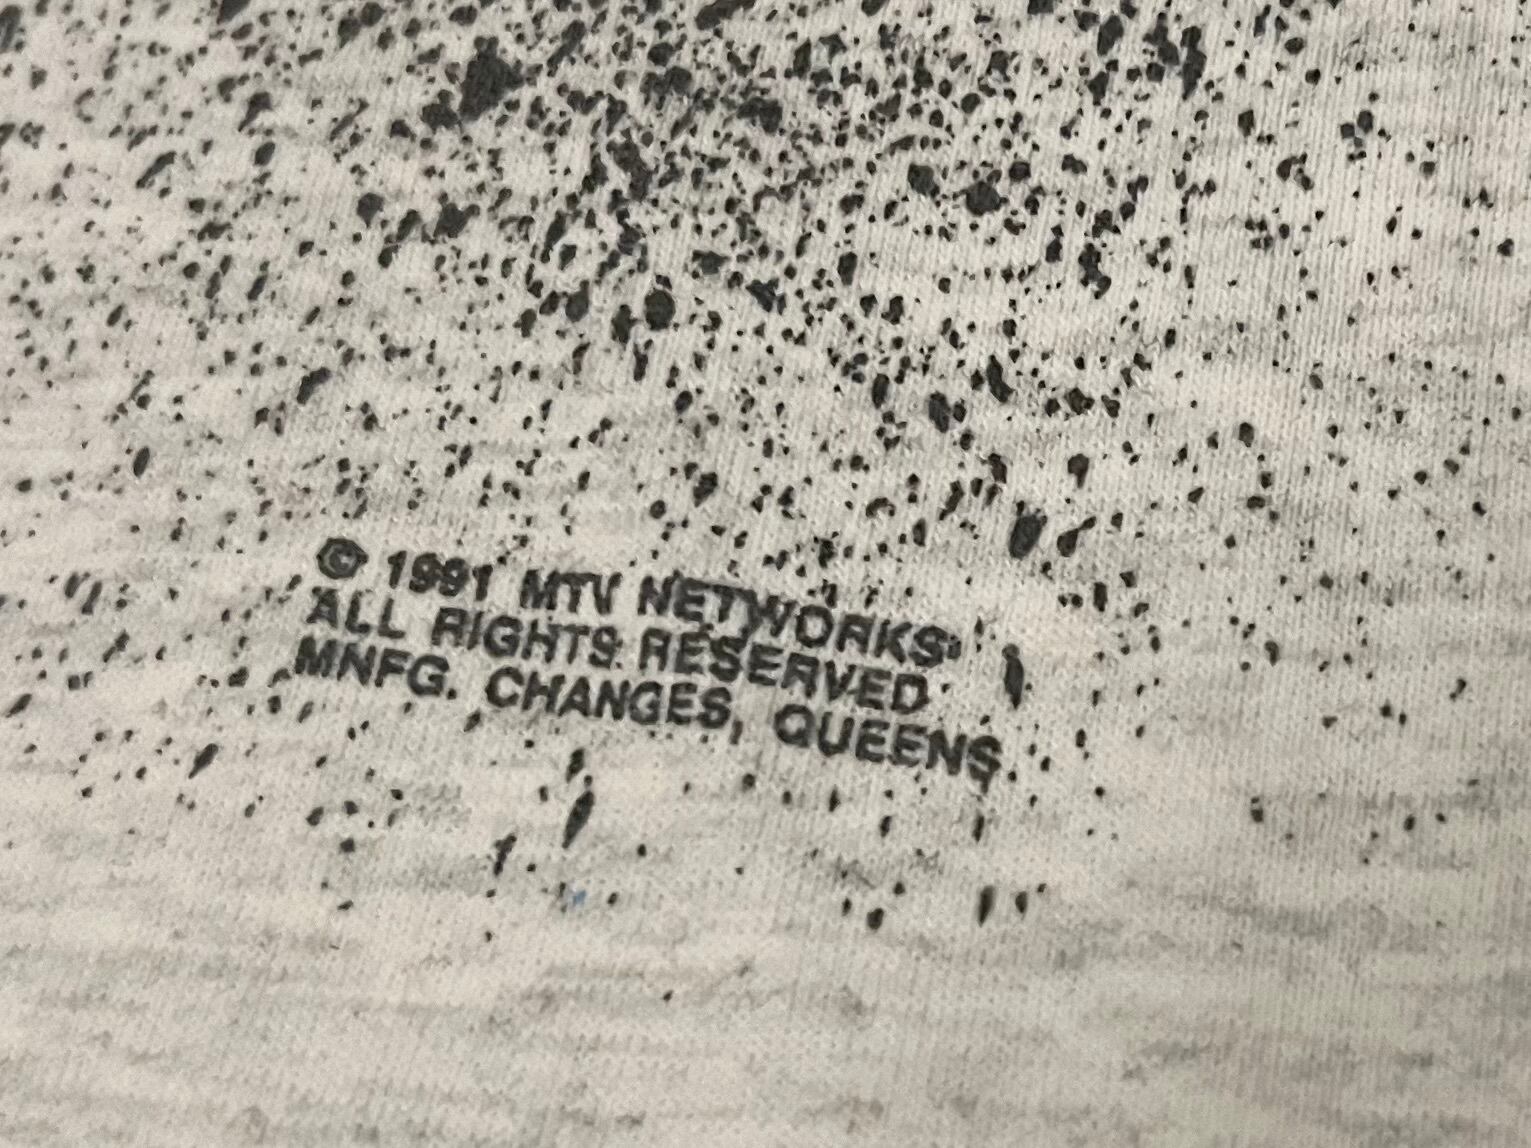 © 1991 MTV NETWORKS
ALL RIGHTS RESERVED
MNFG. CHANGES, QUEENS